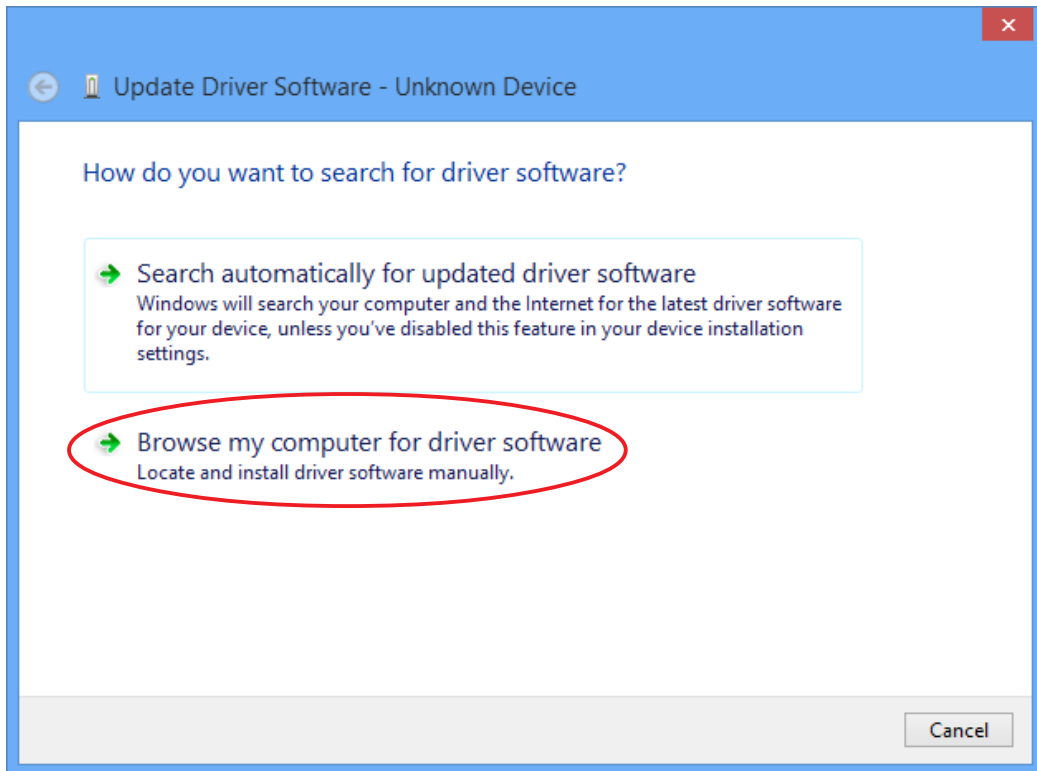 Update Driver Software - Unknown Device
How do you want to search for driver software?
Search automatically for updated driver software
Windows will search your computer and the Internet for the latest driver software
for your device, unless you've disabled this feature in your device installation
settings.
Browse my computer for driver software
Locate and install driver software manually.
Cancel